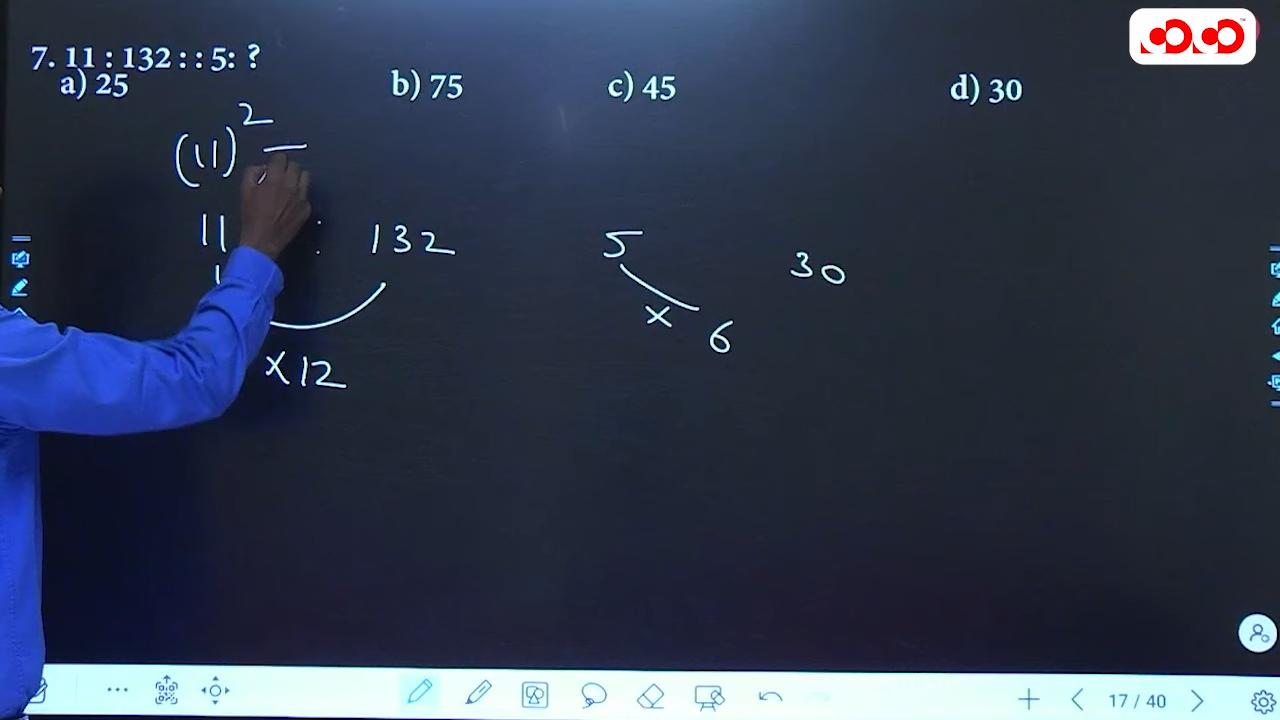 7. 11 : 132 : : 5: ?
a) 25 b) 75 c) 45 d) 30
(11)² =
11 : 132 5 30
×12 × 6
17 / 40